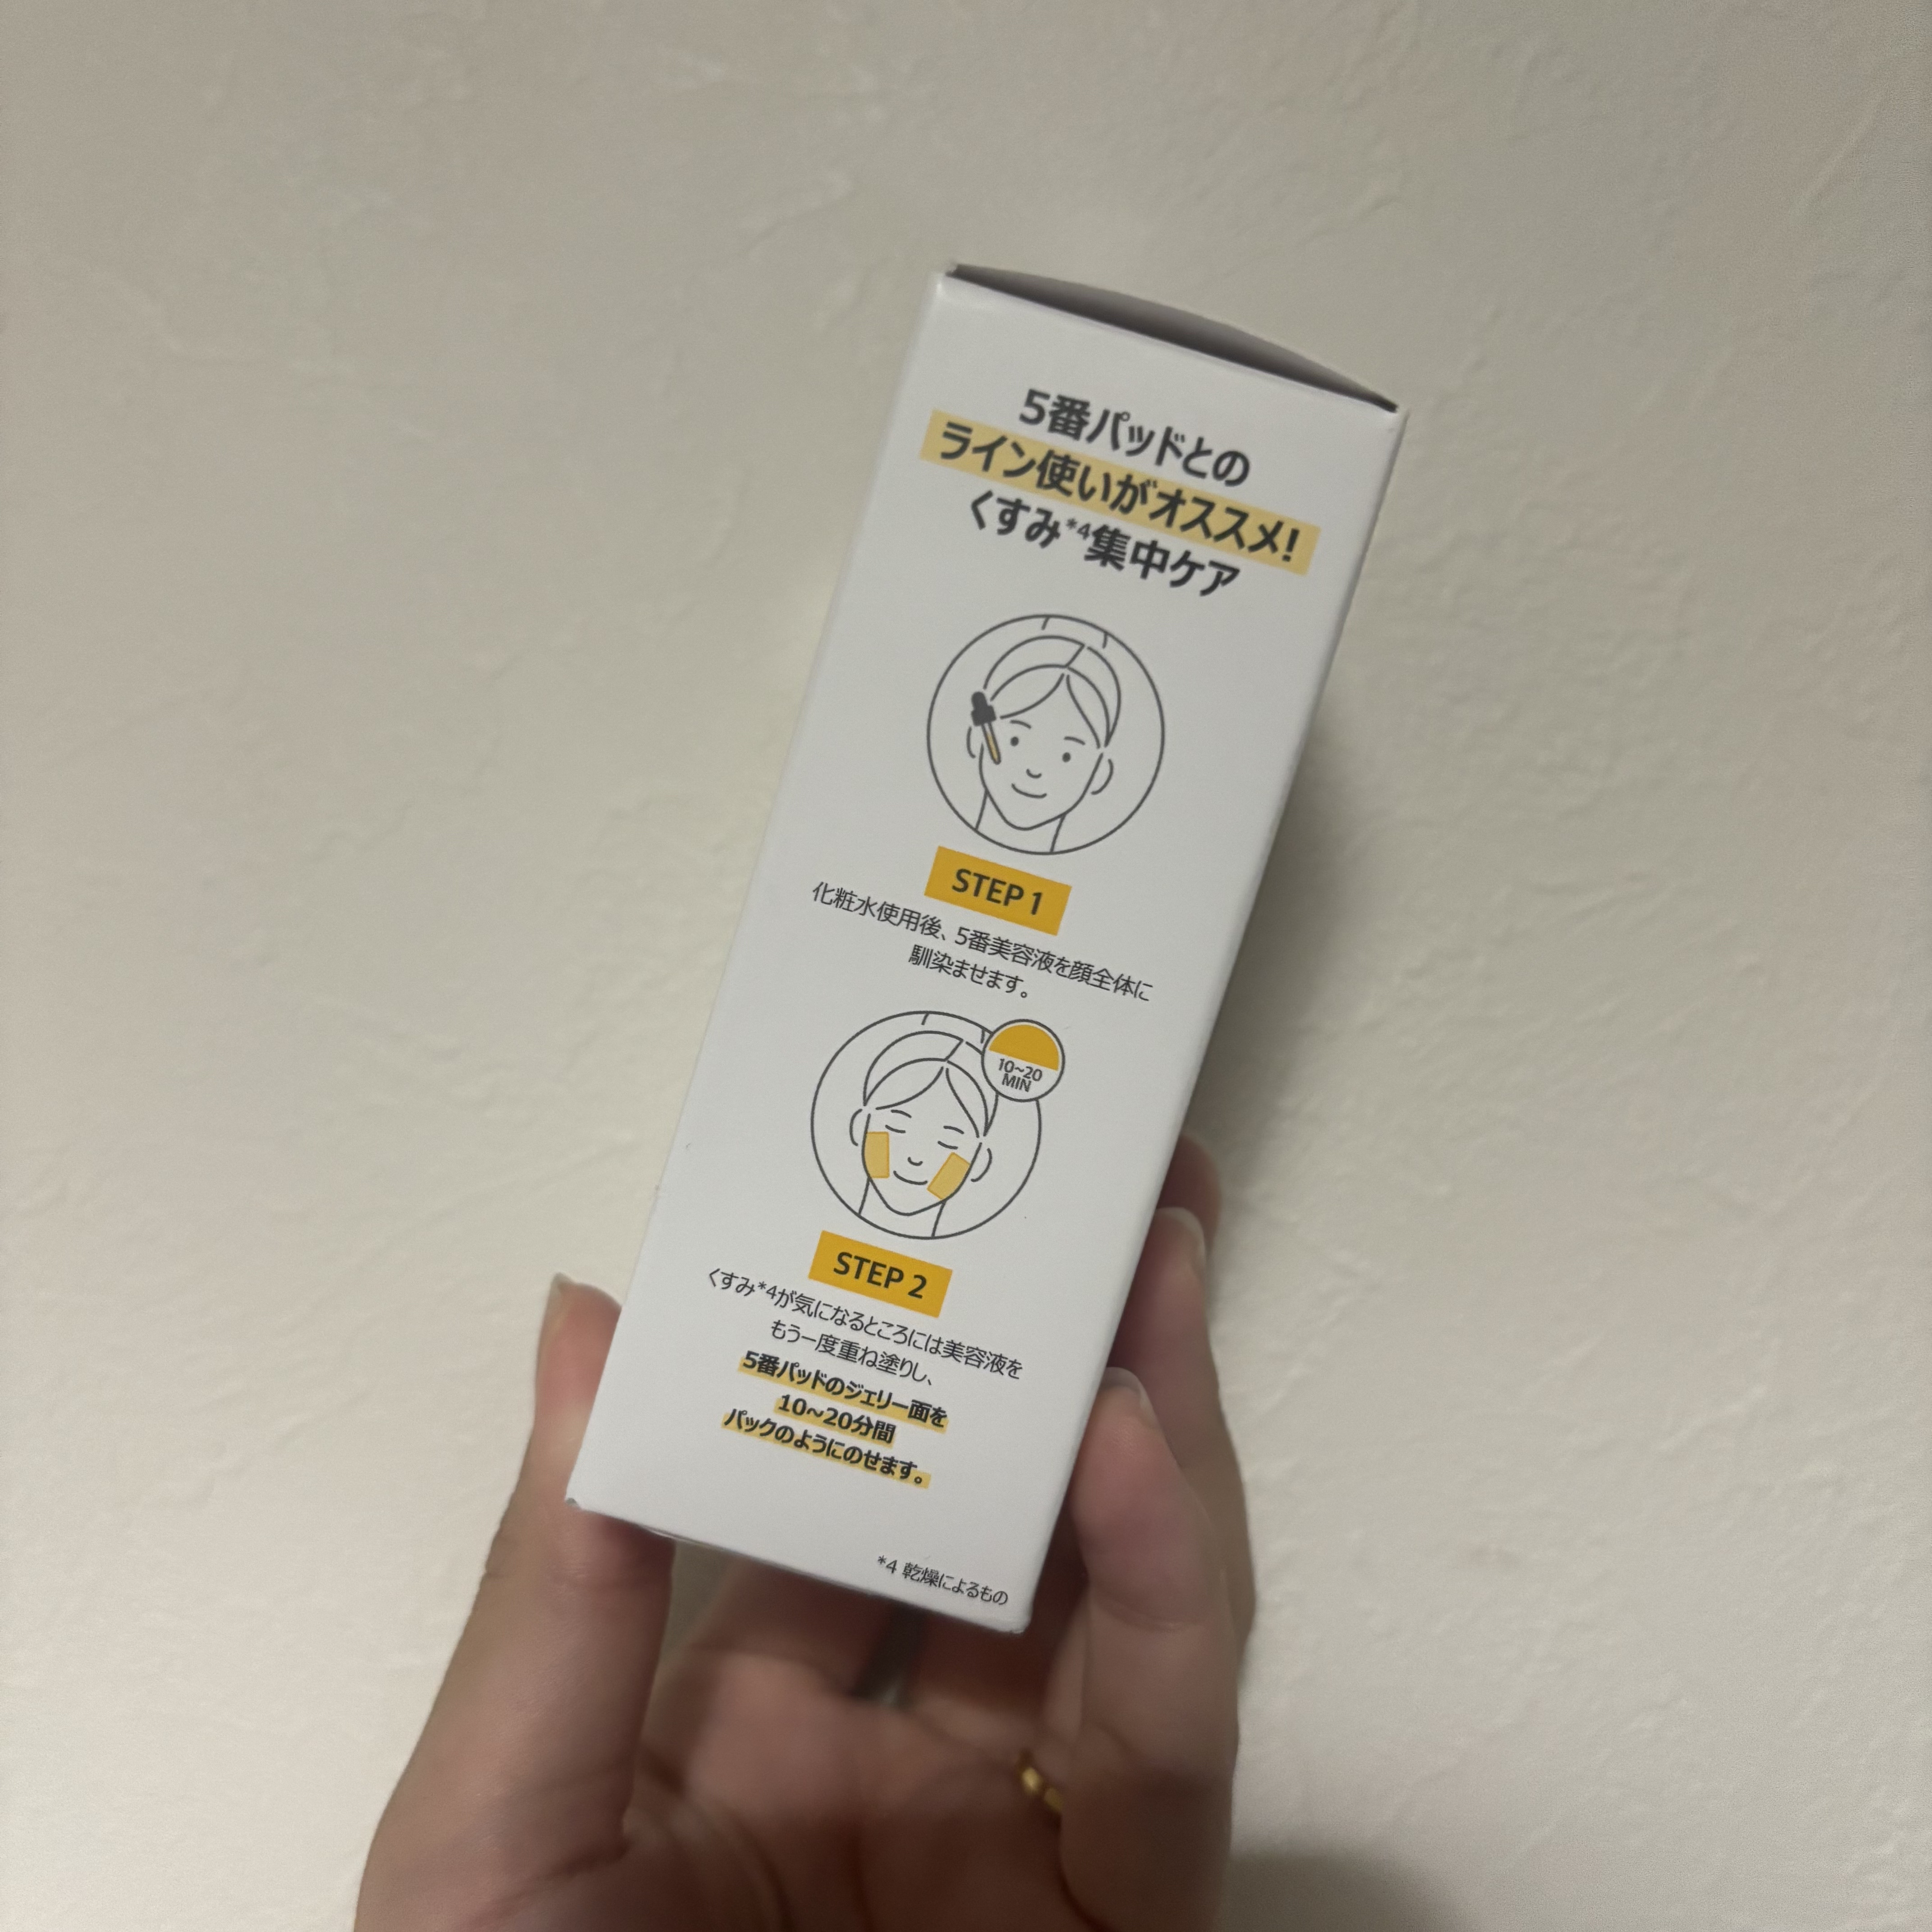 5番パッドとの
ライン使いがオススメ!
くすみ*4集中ケア
STEP 1
化粧水使用後、5番美容液を顔全体に
馴染ませます。
10~20
MIN
STEP 2
くすみ*4が気になるところには美容液を
もう一度重ね塗りし、
5番パッドのジェリー面を
10~20分間
パックのようにのせます。
*4 乾燥によるもの